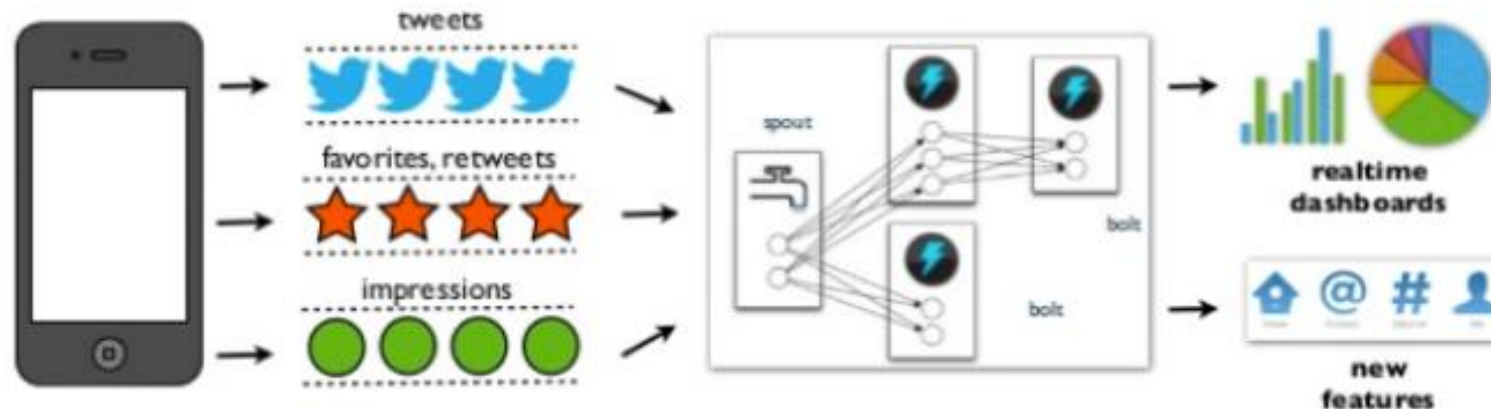 tweets
favorites, retweets
impressions
spout
bolt
bolt
realtime
dashboards
@ #
new
features